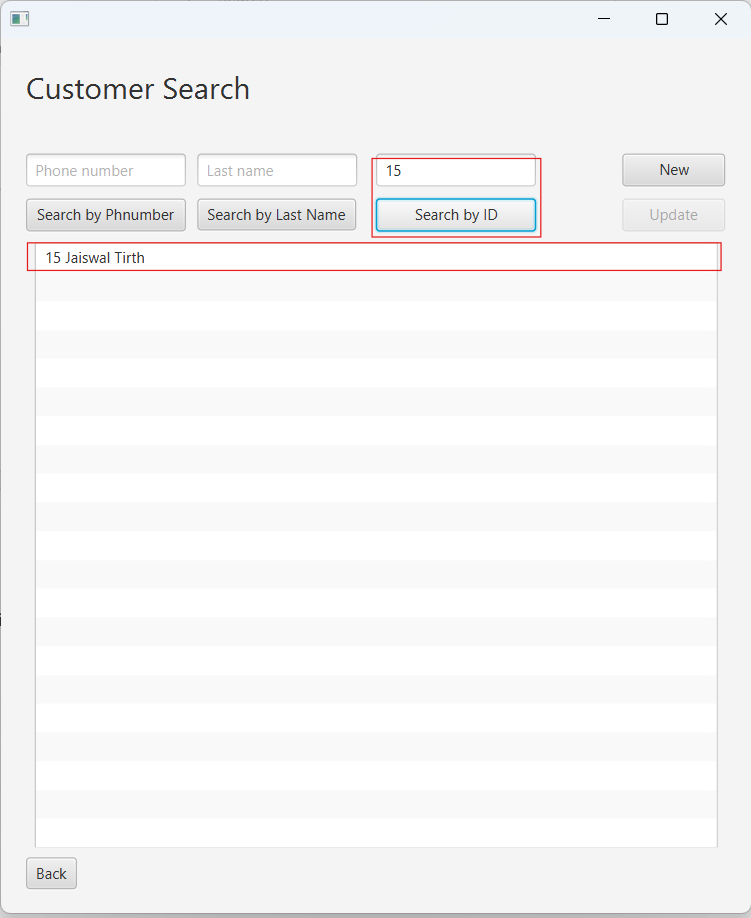 Customer Search
Phone number Last name 15 New
Search by Phnumber Search by Last Name Search by ID Update
15 Jaiswal Tirth
Back